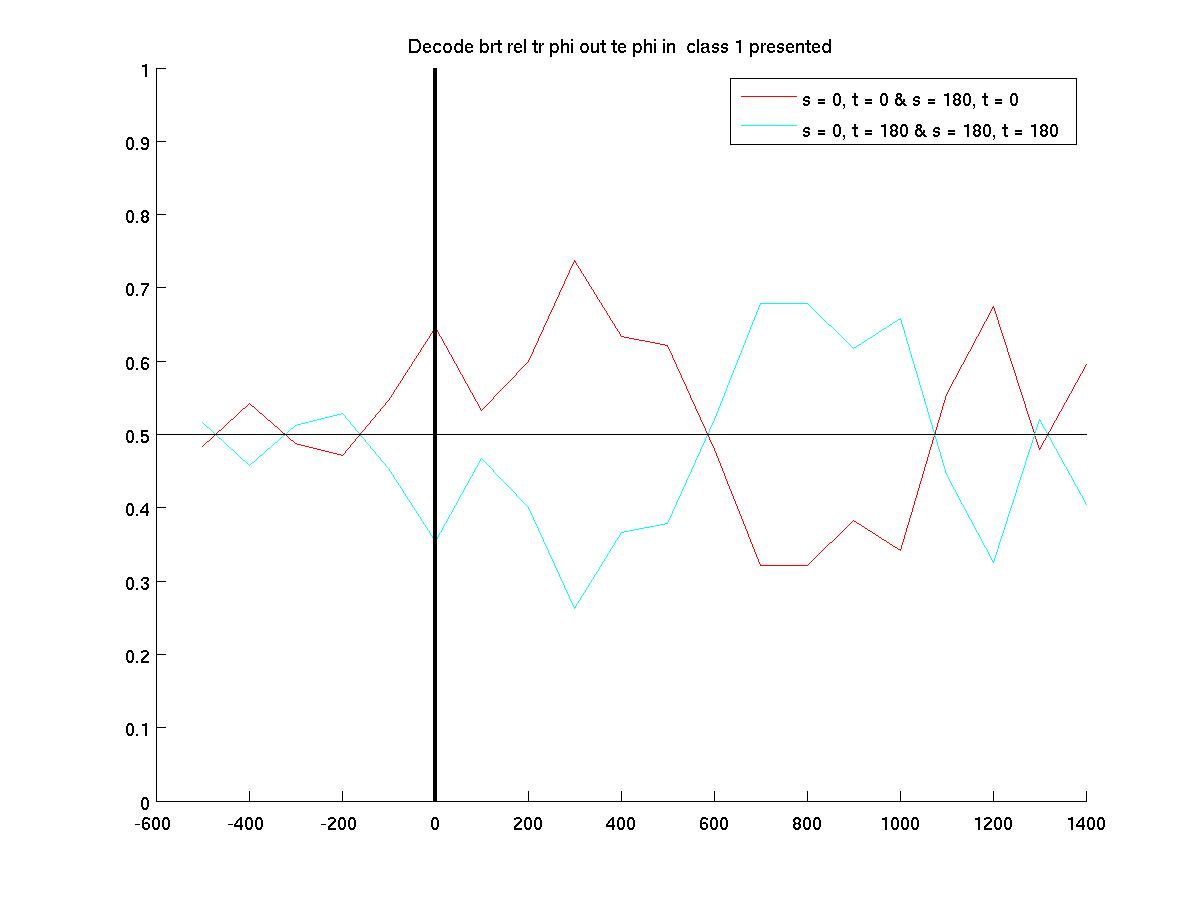 Decode brt rel tr phi out te phi in  class 1 presented
s = 0, t = 0 & s = 180, t = 0
s = 0, t = 180 & s = 180, t = 180
1
0.9
0.8
0.7
0.6
0.5
0.4
0.3
0.2
0.1
0
-600 -400 -200 0 200 400 600 800 1000 1200 1400